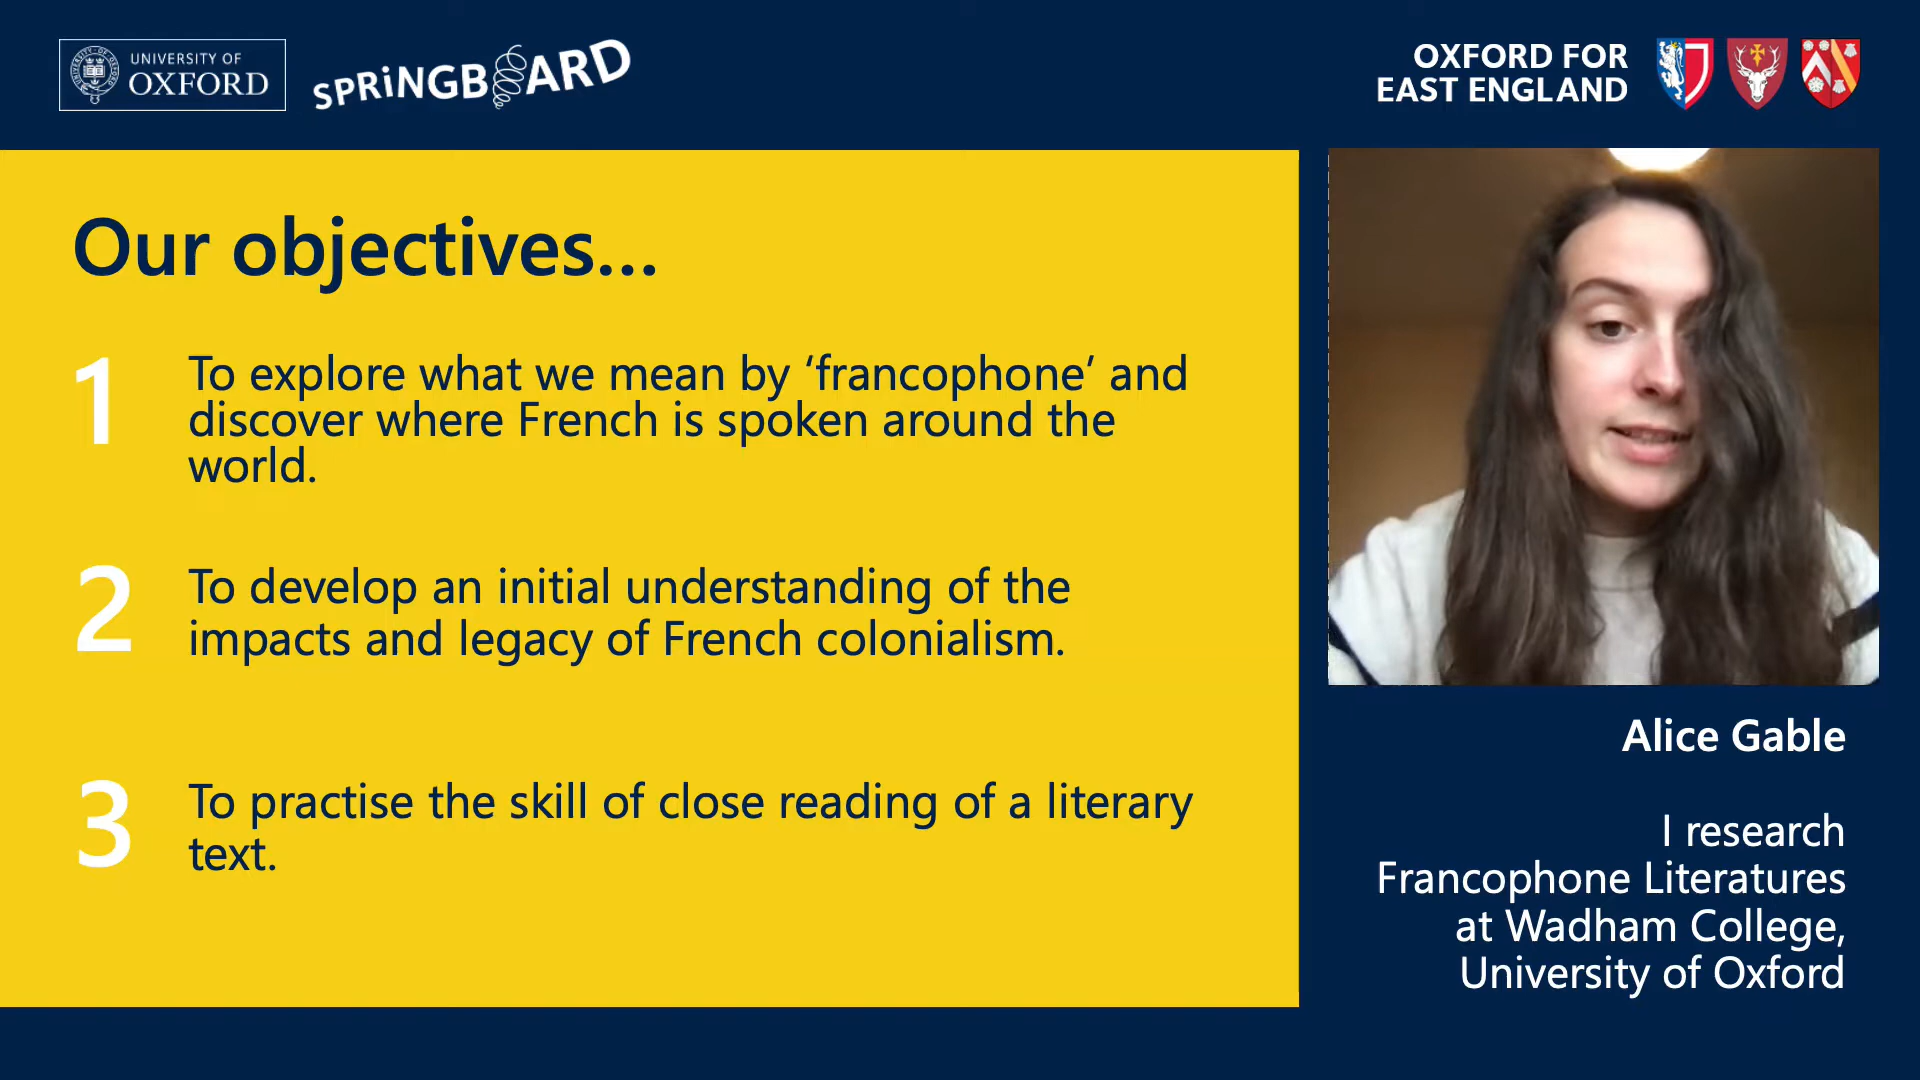 UNIVERSITY OF
OXFORD
SPRiNGBOARD
OXFORD FOR
EAST ENGLAND
Our objectives...
1
To explore what we mean by ‘francophone’ and
discover where French is spoken around the
world.
2
To develop an initial understanding of the
impacts and legacy of French colonialism.
3
To practise the skill of close reading of a literary
text.
Alice Gable
I research
Francophone Literatures
at Wadham College,
University of Oxford